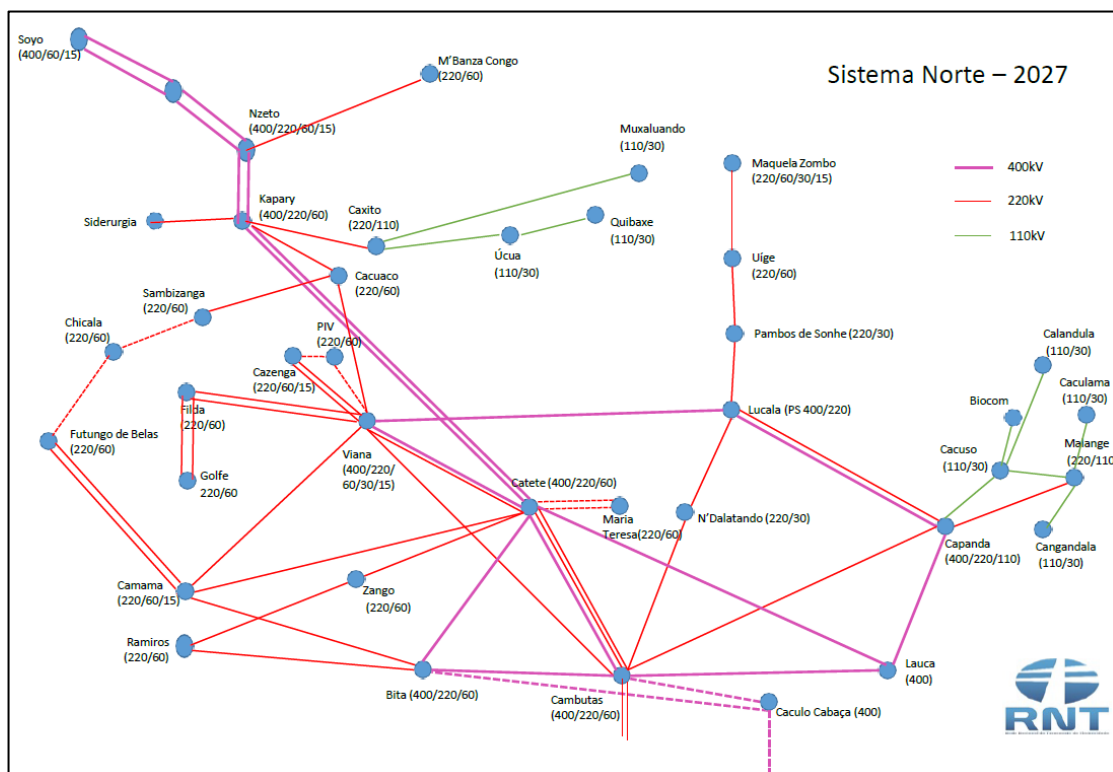 Sistema Norte – 2027
Soyo
(400/60/15)
M'Banza Congo
(220/60)
Nzeto
(400/220/60/15)
Muxaluando
(110/30)
Maquela Zombo
(220/60/30/15)
400kV
220kV
110kV
Kapary
(400/220/60)
Siderurgia
Caxito
(220/110)
Quibaxe
(110/30)
Úcua
(110/30)
Uíge
(220/60)
Cacuaco
(220/60)
Sambizanga
(220/60)
Chicala
(220/60)
PIV
(220/60)
Cazenga
(220/60/15)
Pambos de Sonhe (220/30)
Calandula
(110/30)
Caculama
(110/30)
Biocom
Filda
(220/60)
Lucala (PS 400/220)
Futungo de Belas
(220/60)
Viana
(400/220/
60/30/15)
Cacuso
(110/30)
Malange
(220/110)
Golfe
220/60
Catete (400/220/60)
Maria
Teresa(220/60)
N'Dalatando (220/30)
Capanda
(400/220/110)
Cangandala
(110/30)
Camama
(220/60/15)
Zango
(220/60)
Ramiros
(220/60)
Bita (400/220/60)
Cambutas
(400/220/60)
Lauca
(400)
Caculo Cabaça (400)
RNT